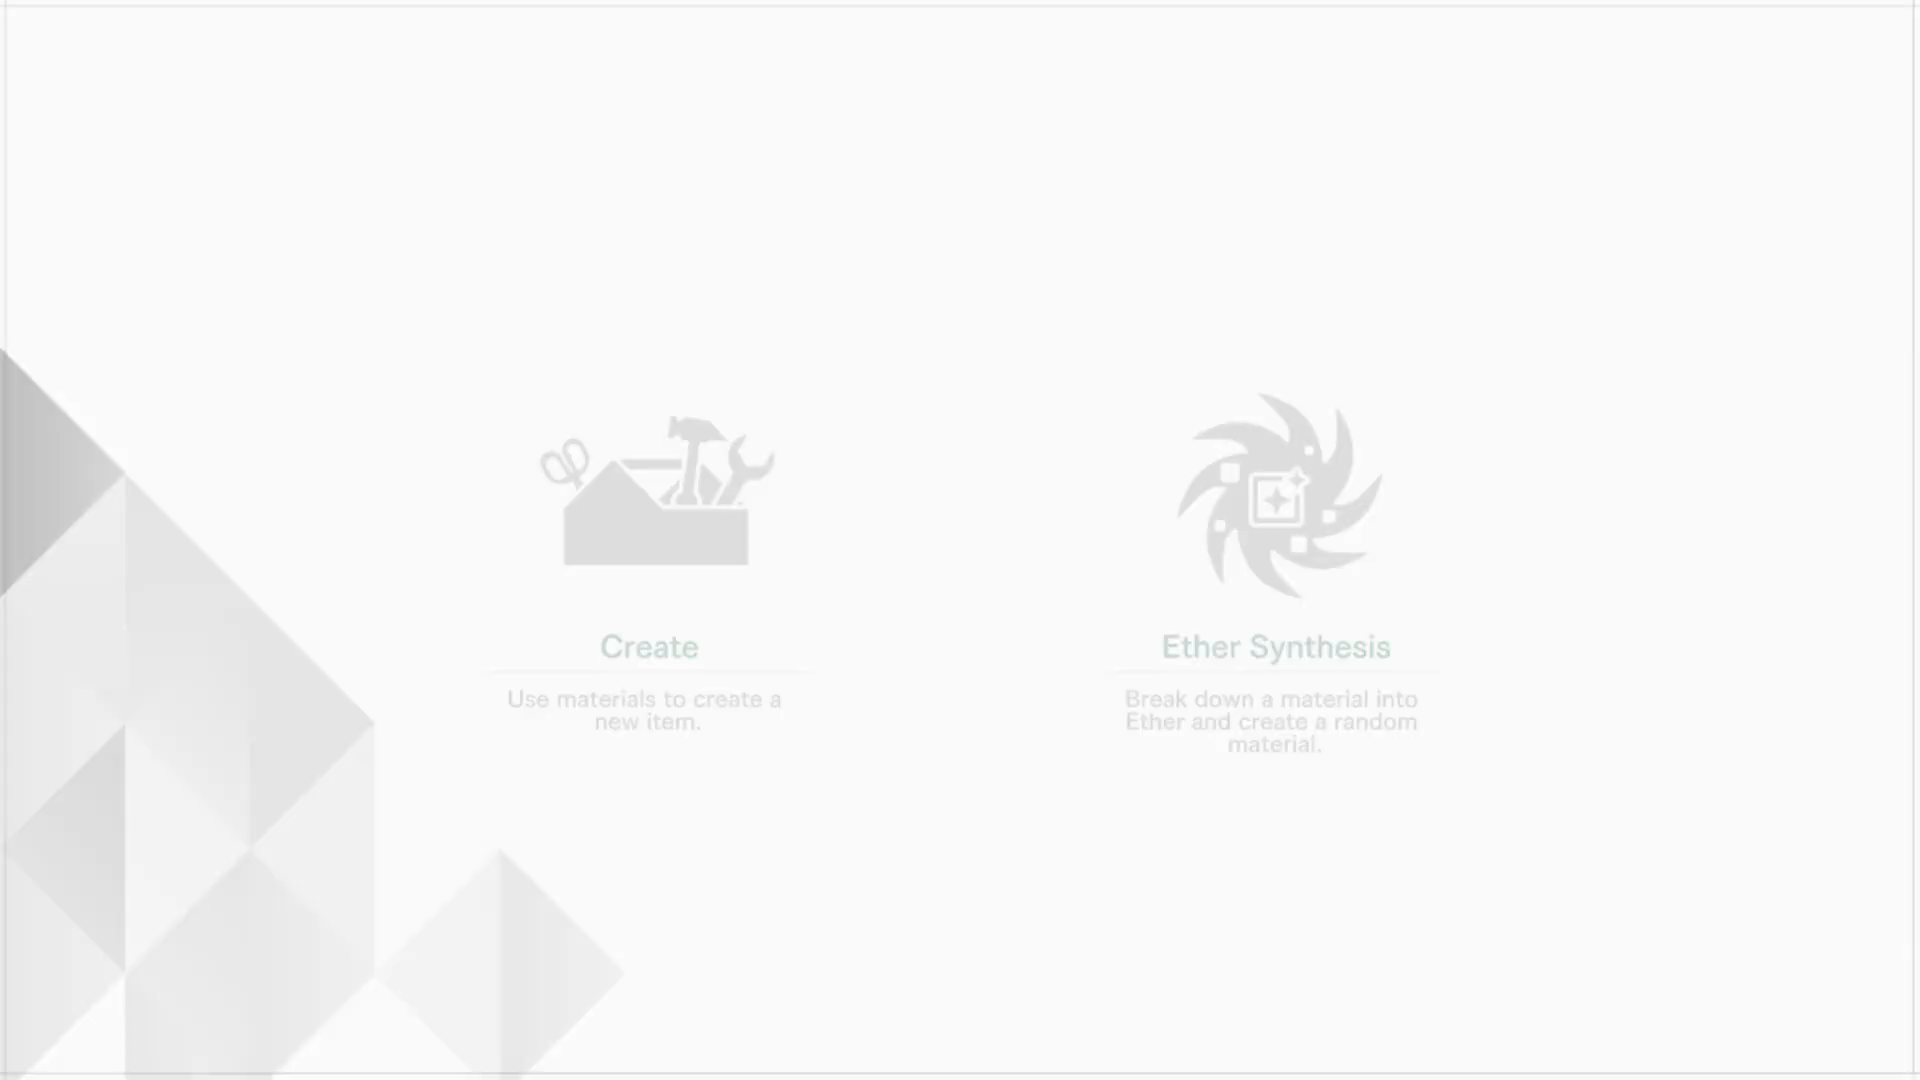 Create
Use materials to create a
new item.
Ether Synthesis
Break down a material into
Ether and create a random
material.